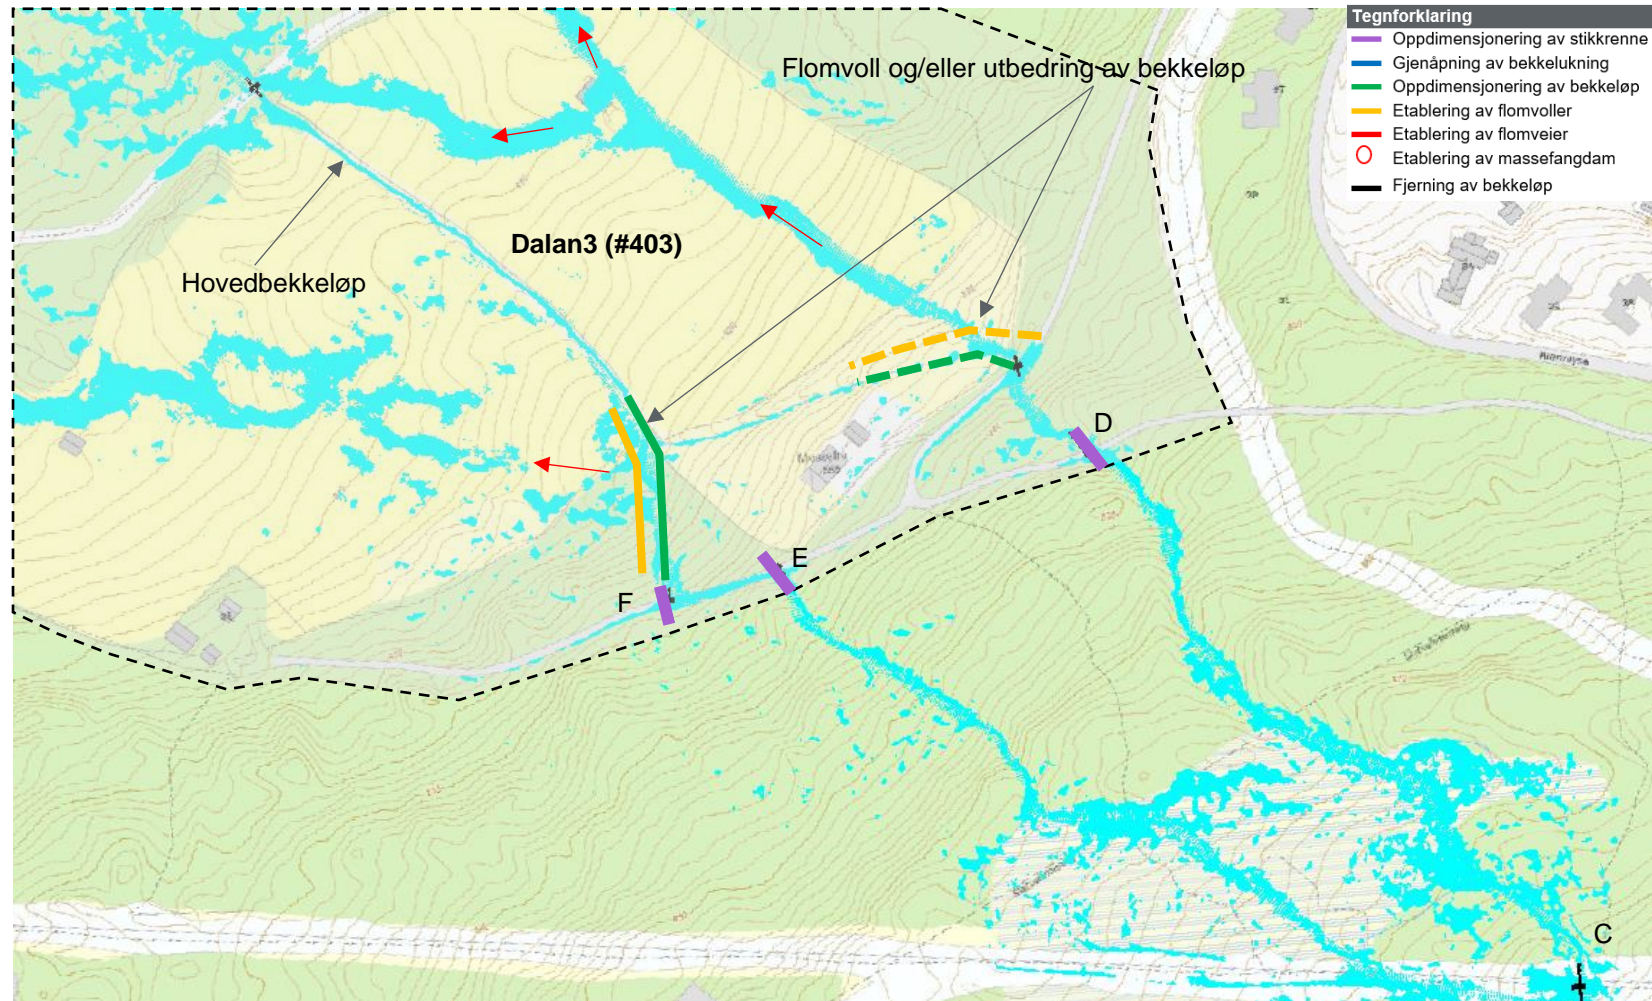 Tegnforklaring
Oppdimensjonering av stikkrenne
Gjenåpning av bekkelukning
Oppdimensjonering av bekkeløp
Etablering av flomvoller
Etablering av flomveier
Etablering av massefangdam
Fjerning av bekkeløp
Flomvoll og/eller utbedring av bekkeløp
Dalan3 (#403)
Hovedbekkeløp
D
E
F
C